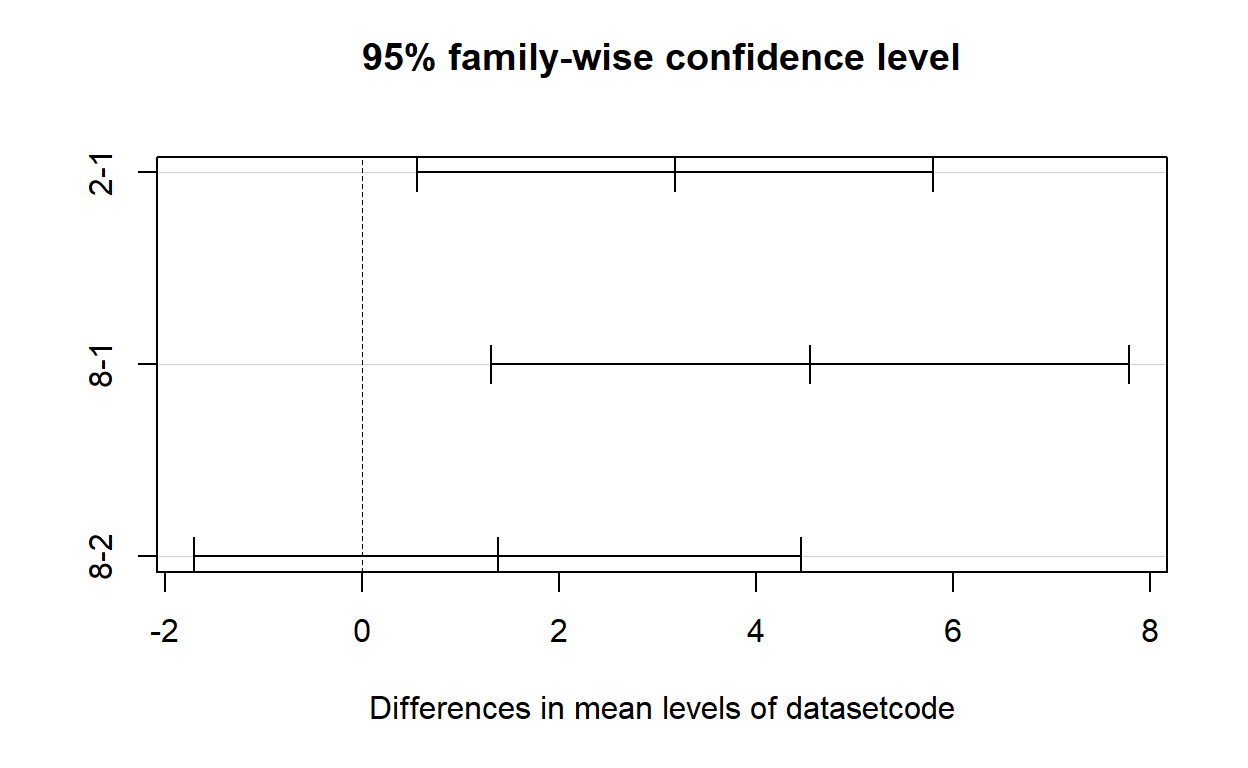 95% family-wise confidence level
2-1
8-1
8-2
-2 0 2 4 6 8
Differences in mean levels of datasetcode